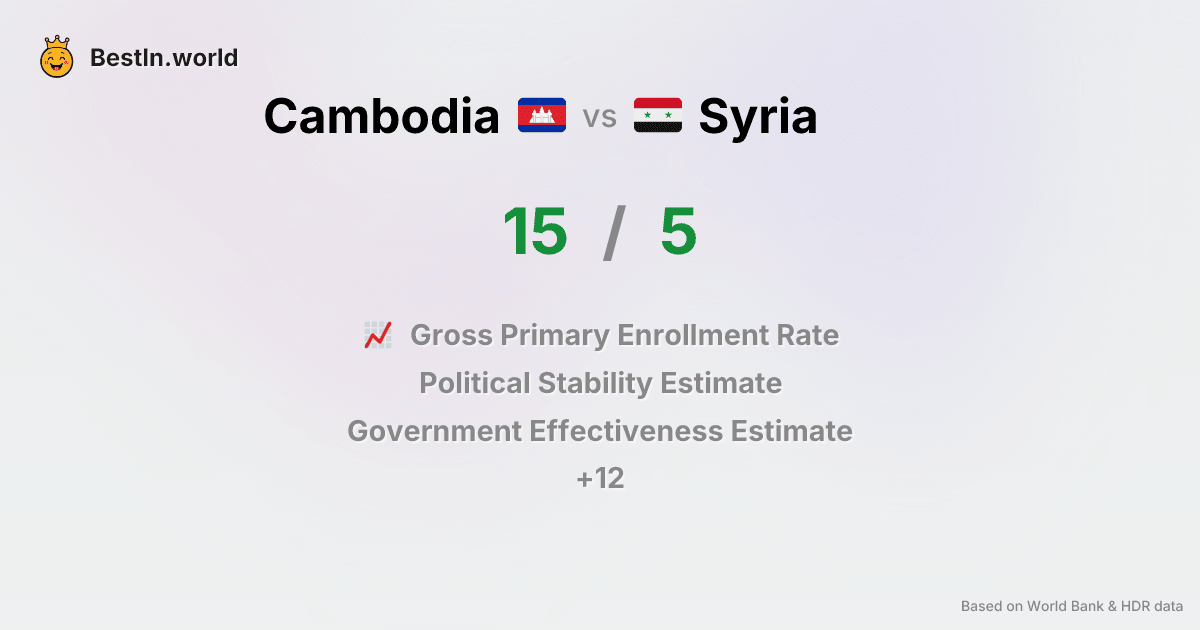 BestIn.world
Cambodia vs Syria
15 / 5
Gross Primary Enrollment Rate
Political Stability Estimate
Government Effectiveness Estimate
+12
Based on World Bank & HDR data